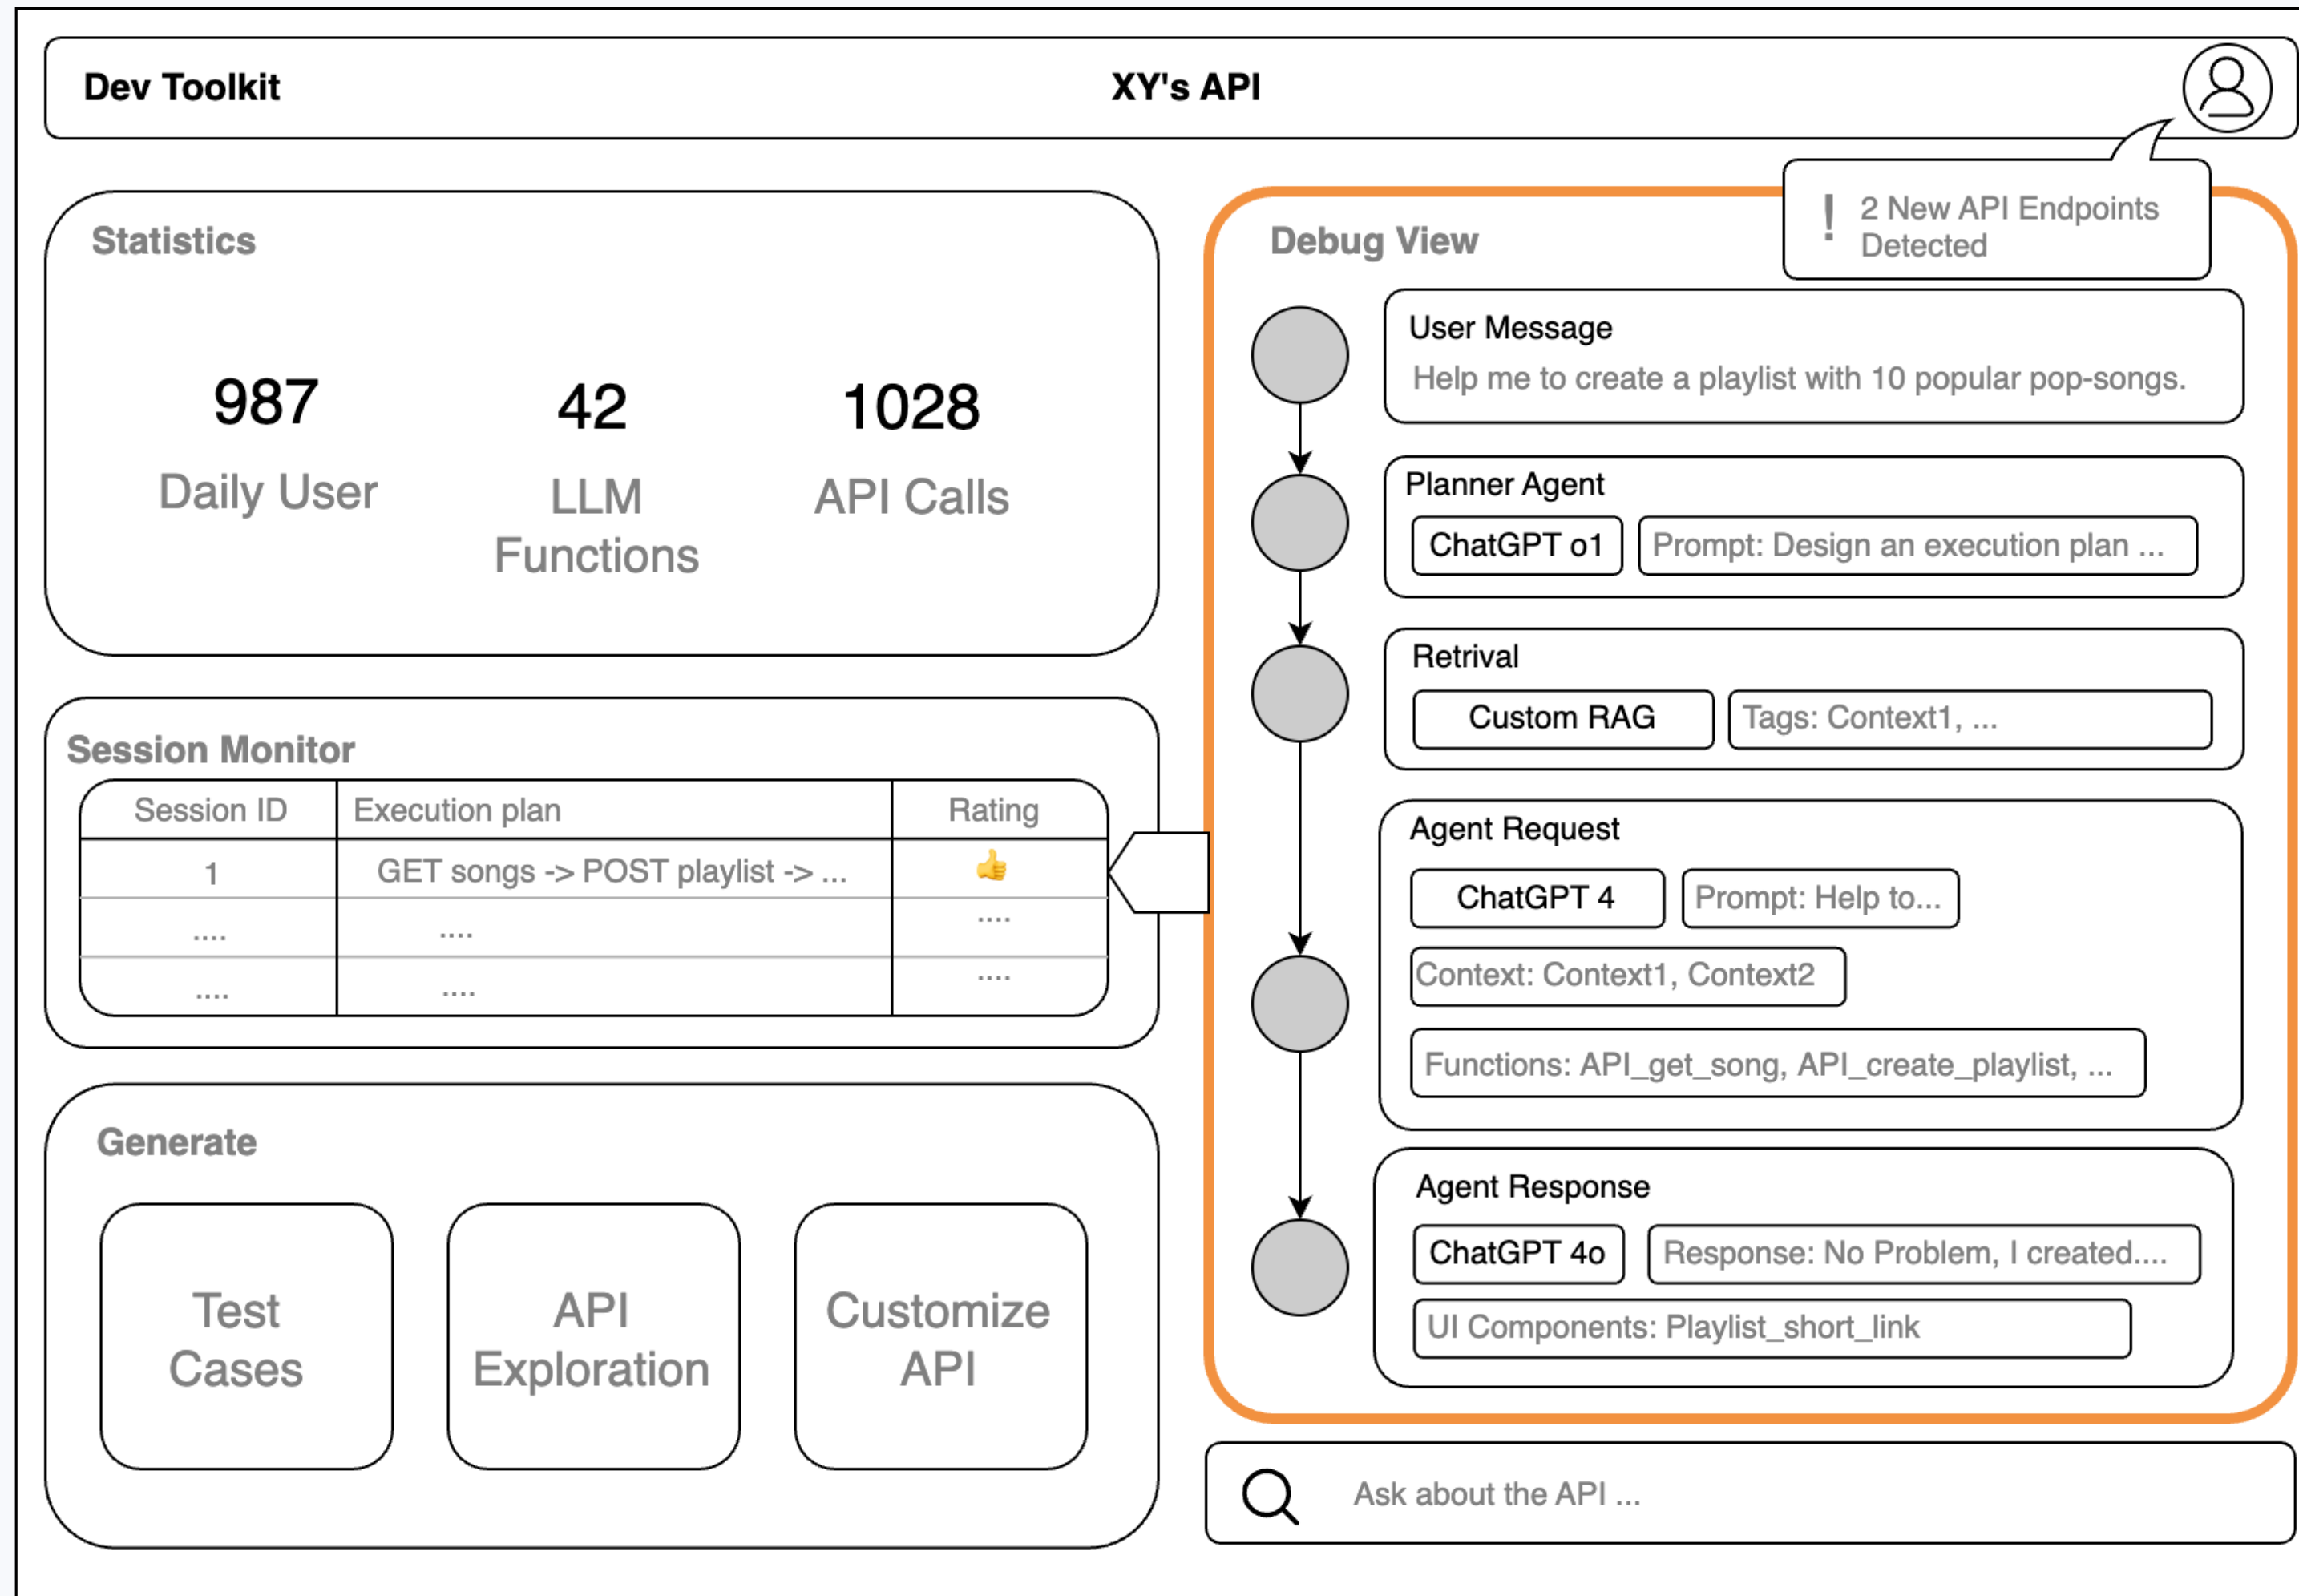 Dev Toolkit
XY's API
! 2 New API Endpoints
Detected
Statistics
987
Daily User
42
LLM
Functions
1028
API Calls
Session Monitor
Session ID Execution plan Rating
1 GET songs -> POST playlist -> ... 👍
.... .... ....
.... .... ....
Generate
Test
Cases
API
Exploration
Customize
API
Debug View
User Message
Help me to create a playlist with 10 popular pop-songs.
Planner Agent
ChatGPT o1 Prompt: Design an execution plan ...
Retrival
Custom RAG Tags: Context1, ...
Agent Request
ChatGPT 4 Prompt: Help to...
Context: Context1, Context2
Functions: API_get_song, API_create_playlist, ...
Agent Response
ChatGPT 4o Response: No Problem, I created....
UI Components: Playlist_short_link
Ask about the API ...